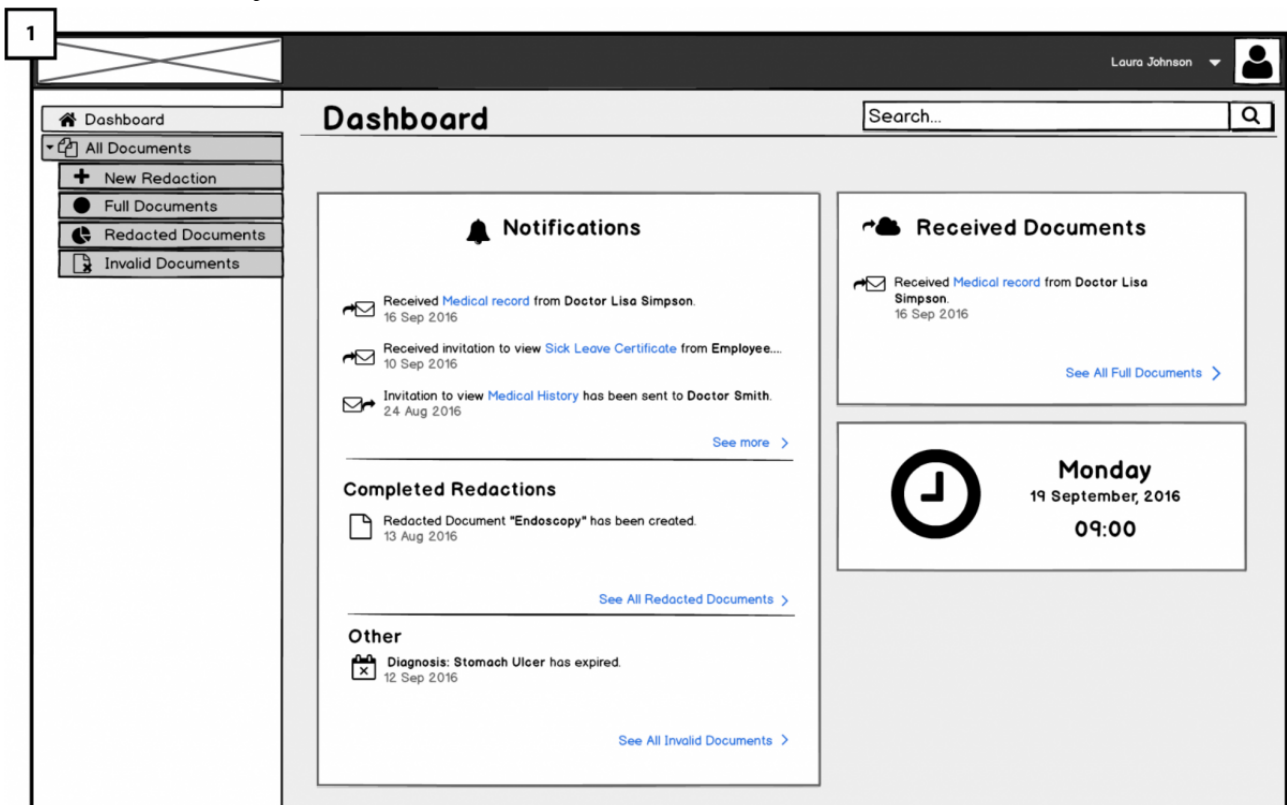 1
Laura Johnson
Dashboard
All Documents
New Redaction
Full Documents
Redacted Documents
Invalid Documents
Dashboard
Search...
Notifications
Received Medical record from Doctor Lisa Simpson.
16 Sep 2016
Received invitation to view Sick Leave Certificate from Employee....
10 Sep 2016
Invitation to view Medical History has been sent to Doctor Smith.
24 Aug 2016
See more
Completed Redactions
Redacted Document "Endoscopy" has been created.
13 Aug 2016
See All Redacted Documents
Other
Diagnosis: Stomach Ulcer has expired.
12 Sep 2016
See All Invalid Documents
Received Documents
Received Medical record from Doctor Lisa
Simpson.
16 Sep 2016
See All Full Documents
Monday
19 September, 2016
09:00